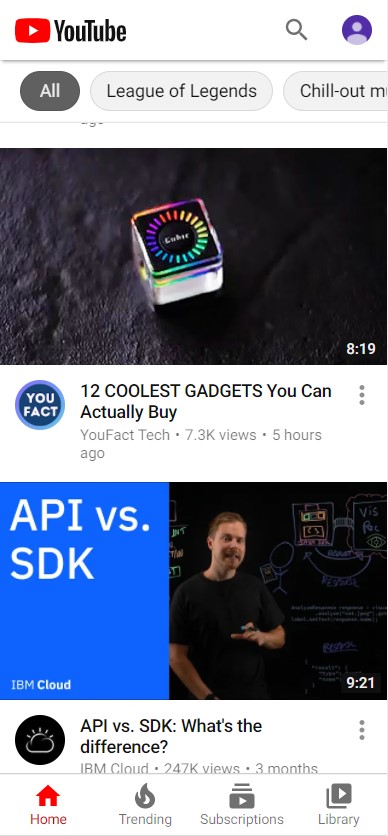 YouTube
All
League of Legends
Chill-out
ago
Cubic
8:19
YOU
FACT
12 COOLEST GADGETS You Can
Actually Buy
YouFact Tech • 7.3K views • 5 hours
ago
API vs.
SDK
IBM Cloud
RESPONSE
9:21
API vs. SDK: What's the
difference?
IBM Cloud • 247K views • 3 months
Home
Trending
Subscriptions
Library